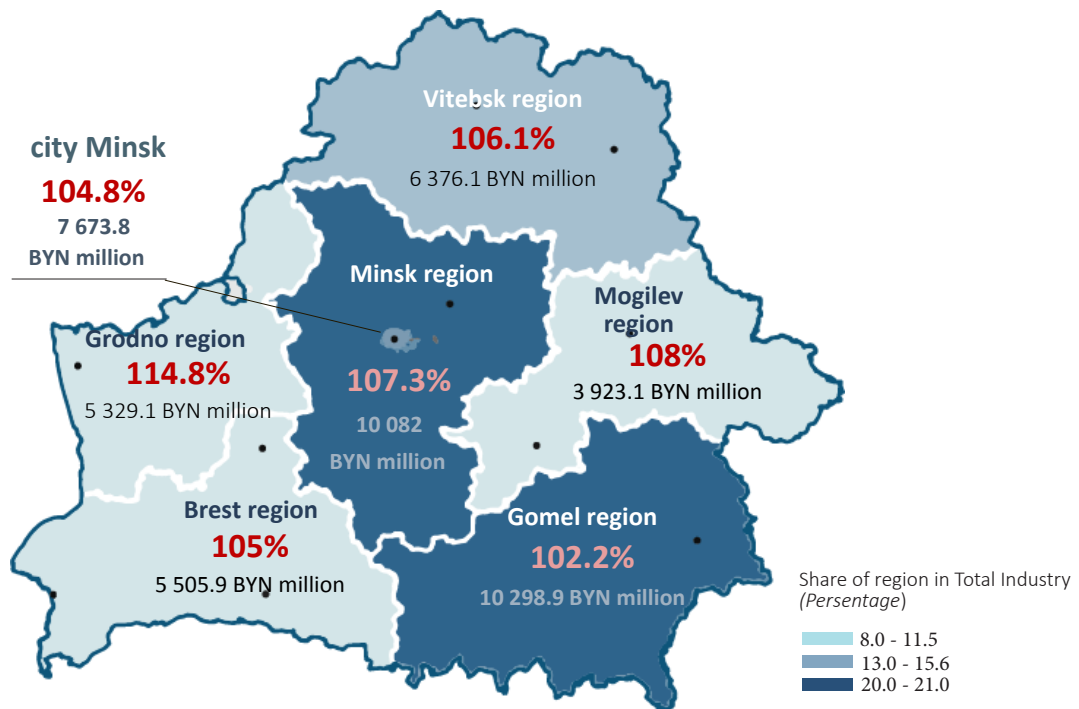 Vitebsk region
106.1%
6 376.1 BYN million
city Minsk
104.8%
7 673.8
BYN million
Minsk region
107.3%
10 082
BYN million
Mogilev
region
108%
3 923.1 BYN million
Grodno region
114.8%
5 329.1 BYN million
Brest region
105%
5 505.9 BYN million
Gomel region
102.2%
10 298.9 BYN million
Share of region in Total Industry
(Persentage)
8.0 - 11.5
13.0 - 15.6
20.0 - 21.0